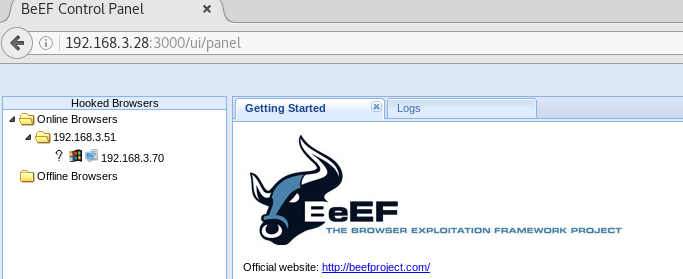 BeEF Control Panel
192.168.3.28:3000/ui/panel
Hooked Browsers
Online Browsers
192.168.3.51
192.168.3.70
Offline Browsers
Getting Started
Logs
BeEF
THE BROWSER EXPLOITATION FRAMEWORK PROJECT
Official website: http://beefproject.com/